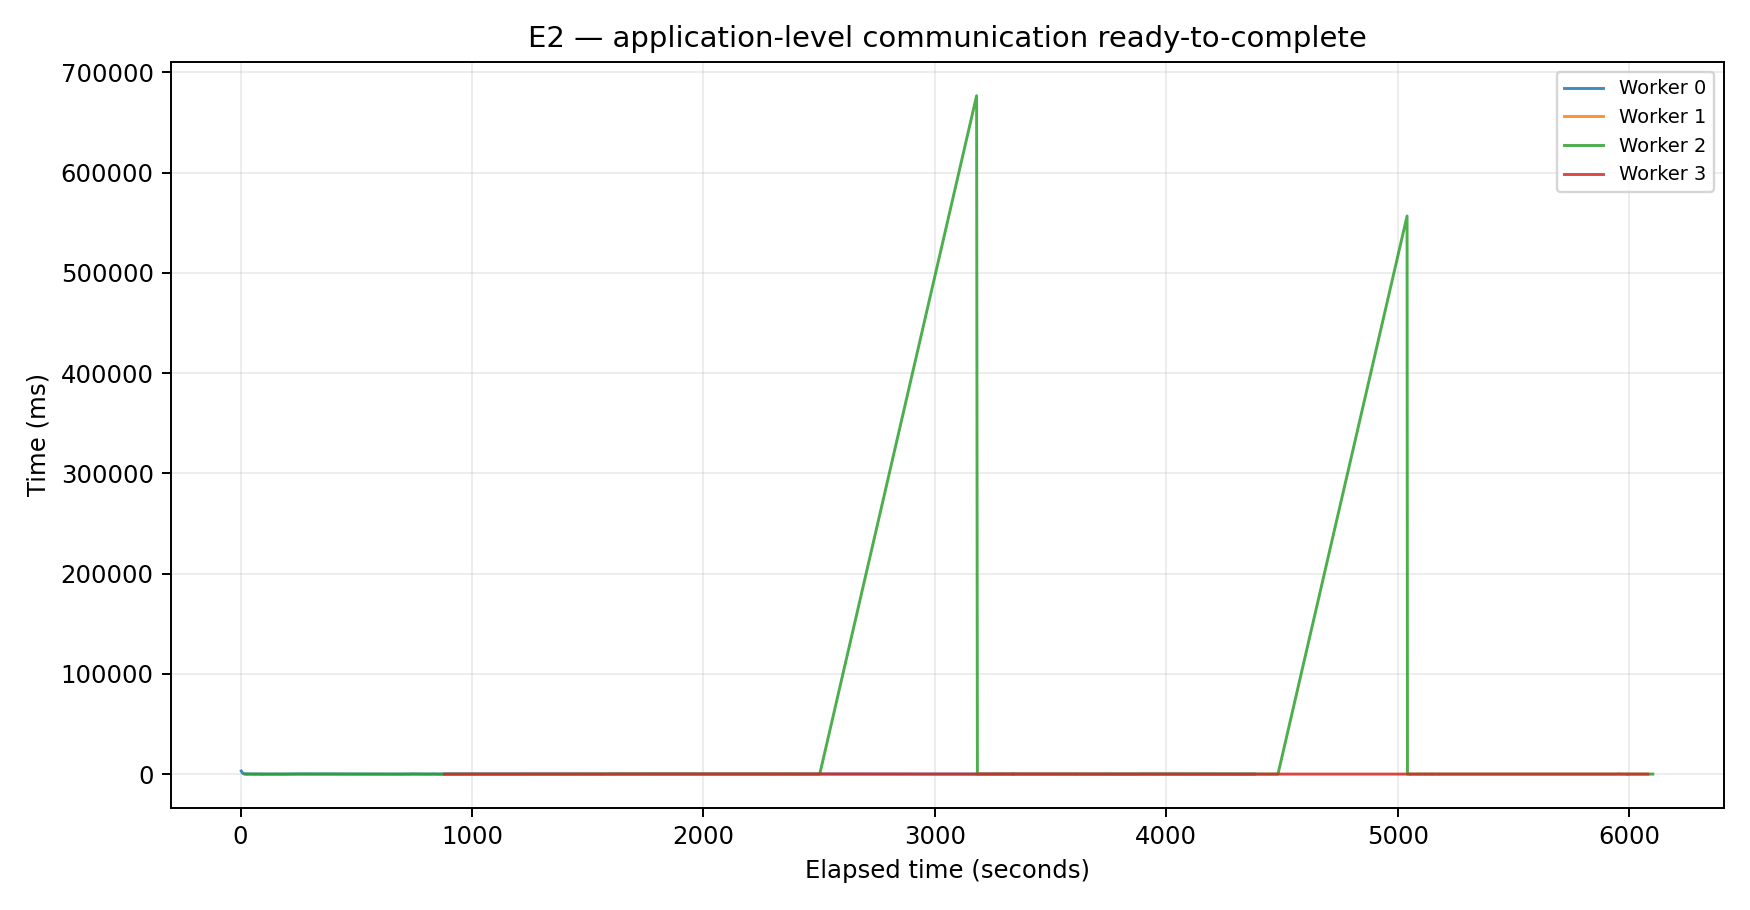 E2 — application-level communication ready-to-complete
700000
600000
500000
400000
300000
200000
100000
0
Time (ms)
Worker 0
Worker 1
Worker 2
Worker 3
0 1000 2000 3000 4000 5000 6000
Elapsed time (seconds)